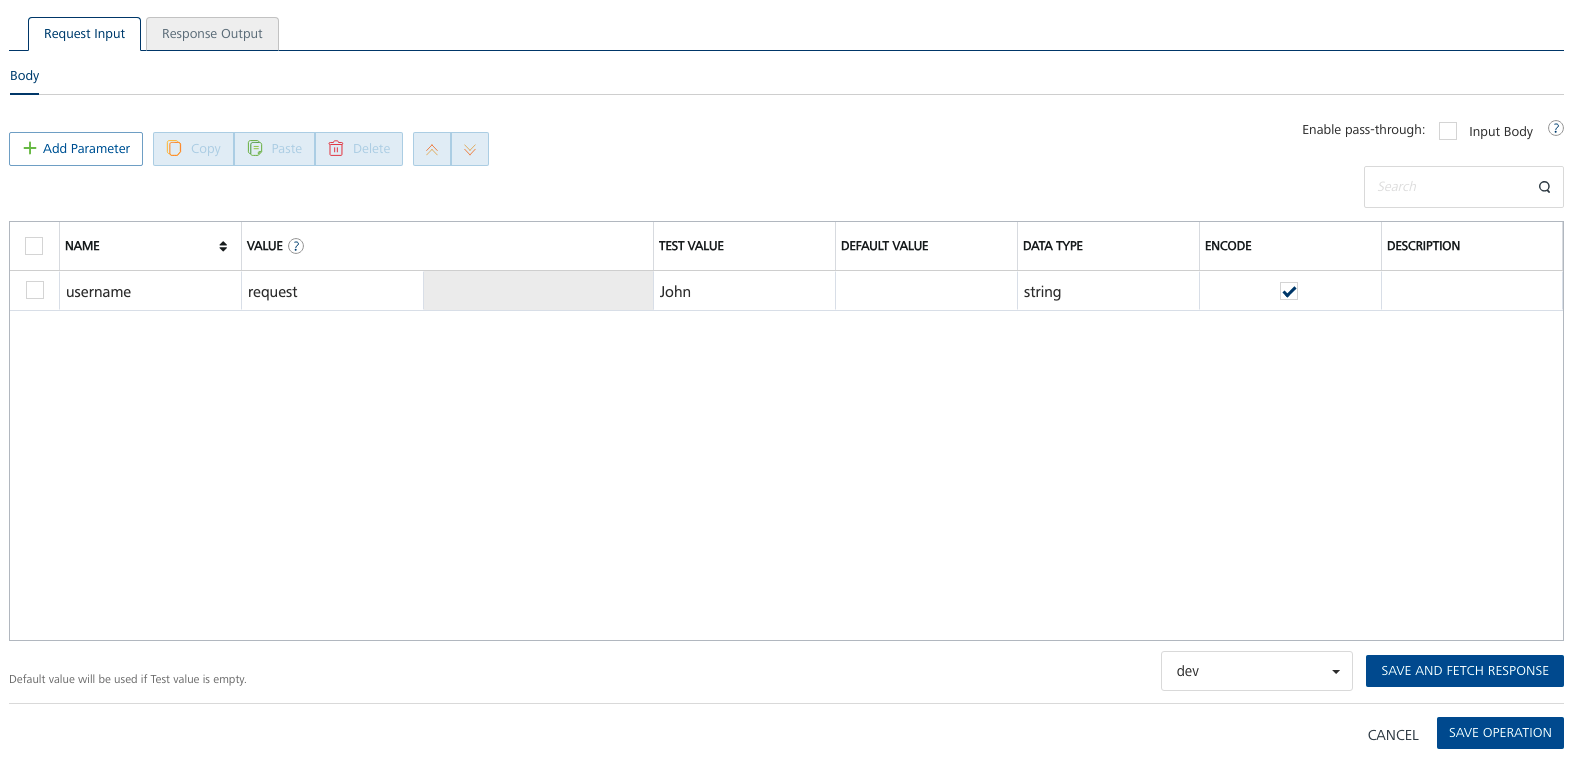 Request Input
Response Output
Body
Add Parameter
Copy
Paste
Delete
Enable pass-through:
Input Body
?
Search
NAME
VALUE ?
TEST VALUE
DEFAULT VALUE
DATA TYPE
ENCODE
DESCRIPTION
username
request
John
string
Default value will be used if Test value is empty.
dev
SAVE AND FETCH RESPONSE
CANCEL
SAVE OPERATION